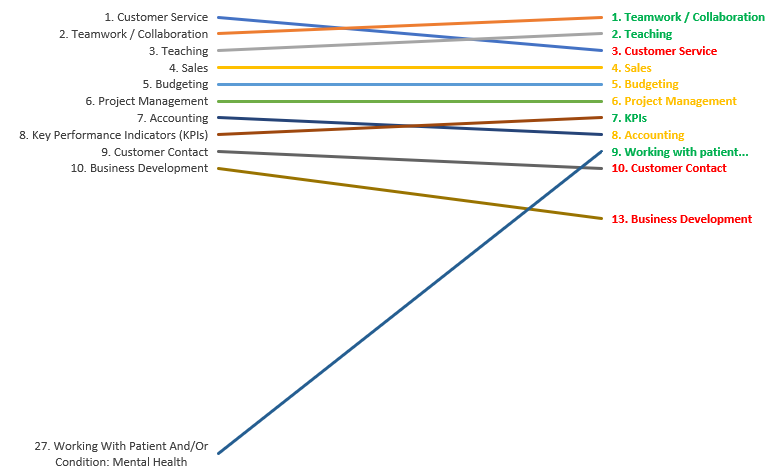 1. Customer Service
2. Teamwork / Collaboration
3. Teaching
4. Sales
5. Budgeting
6. Project Management
7. Accounting
8. Key Performance Indicators (KPIs)
9. Customer Contact
10. Business Development
27. Working With Patient And/Or
Condition: Mental Health
1. Teamwork / Collaboration
2. Teaching
3. Customer Service
4. Sales
5. Budgeting
6. Project Management
7. KPIs
8. Accounting
9. Working with patient...
10. Customer Contact
13. Business Development